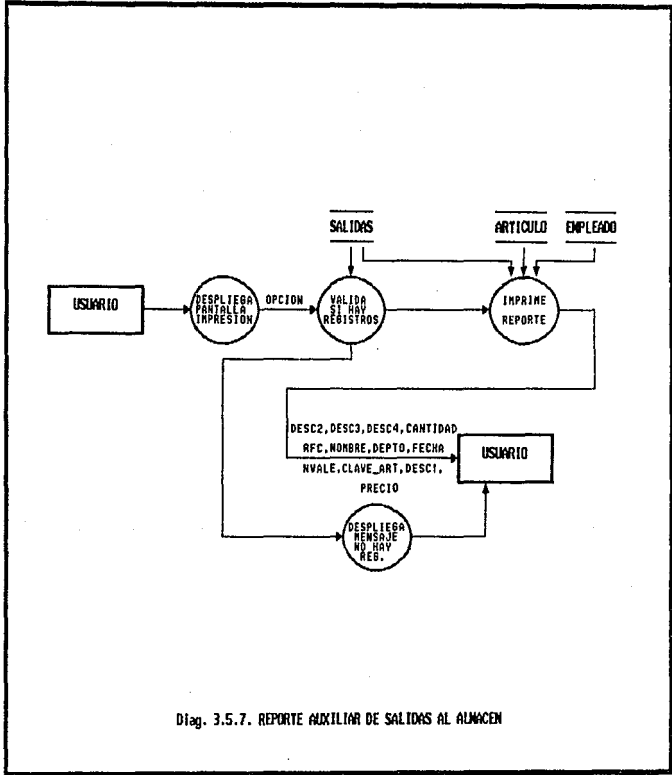 SALIDAS
ARTICULO
EMPLEADO
USUARIO
DESPLIEGA
PANTALLA
IMPRESION
OPCION
VALIDA
SI HAY
REGISTROS
IMPRIME
REPORTE
DESC2,DESC3,DESC4,CANTIDAD
RFC,NOMBRE,DEPTO,FECHA
NVALE,CLAVE_ART,DESC1,
PRECIO
USUARIO
DESPLIEGA
MENSAJE
NO HAY
REG.
Diag. 3.5.7. REPORTE AUXILIAR DE SALIDAS AL ALMACEN